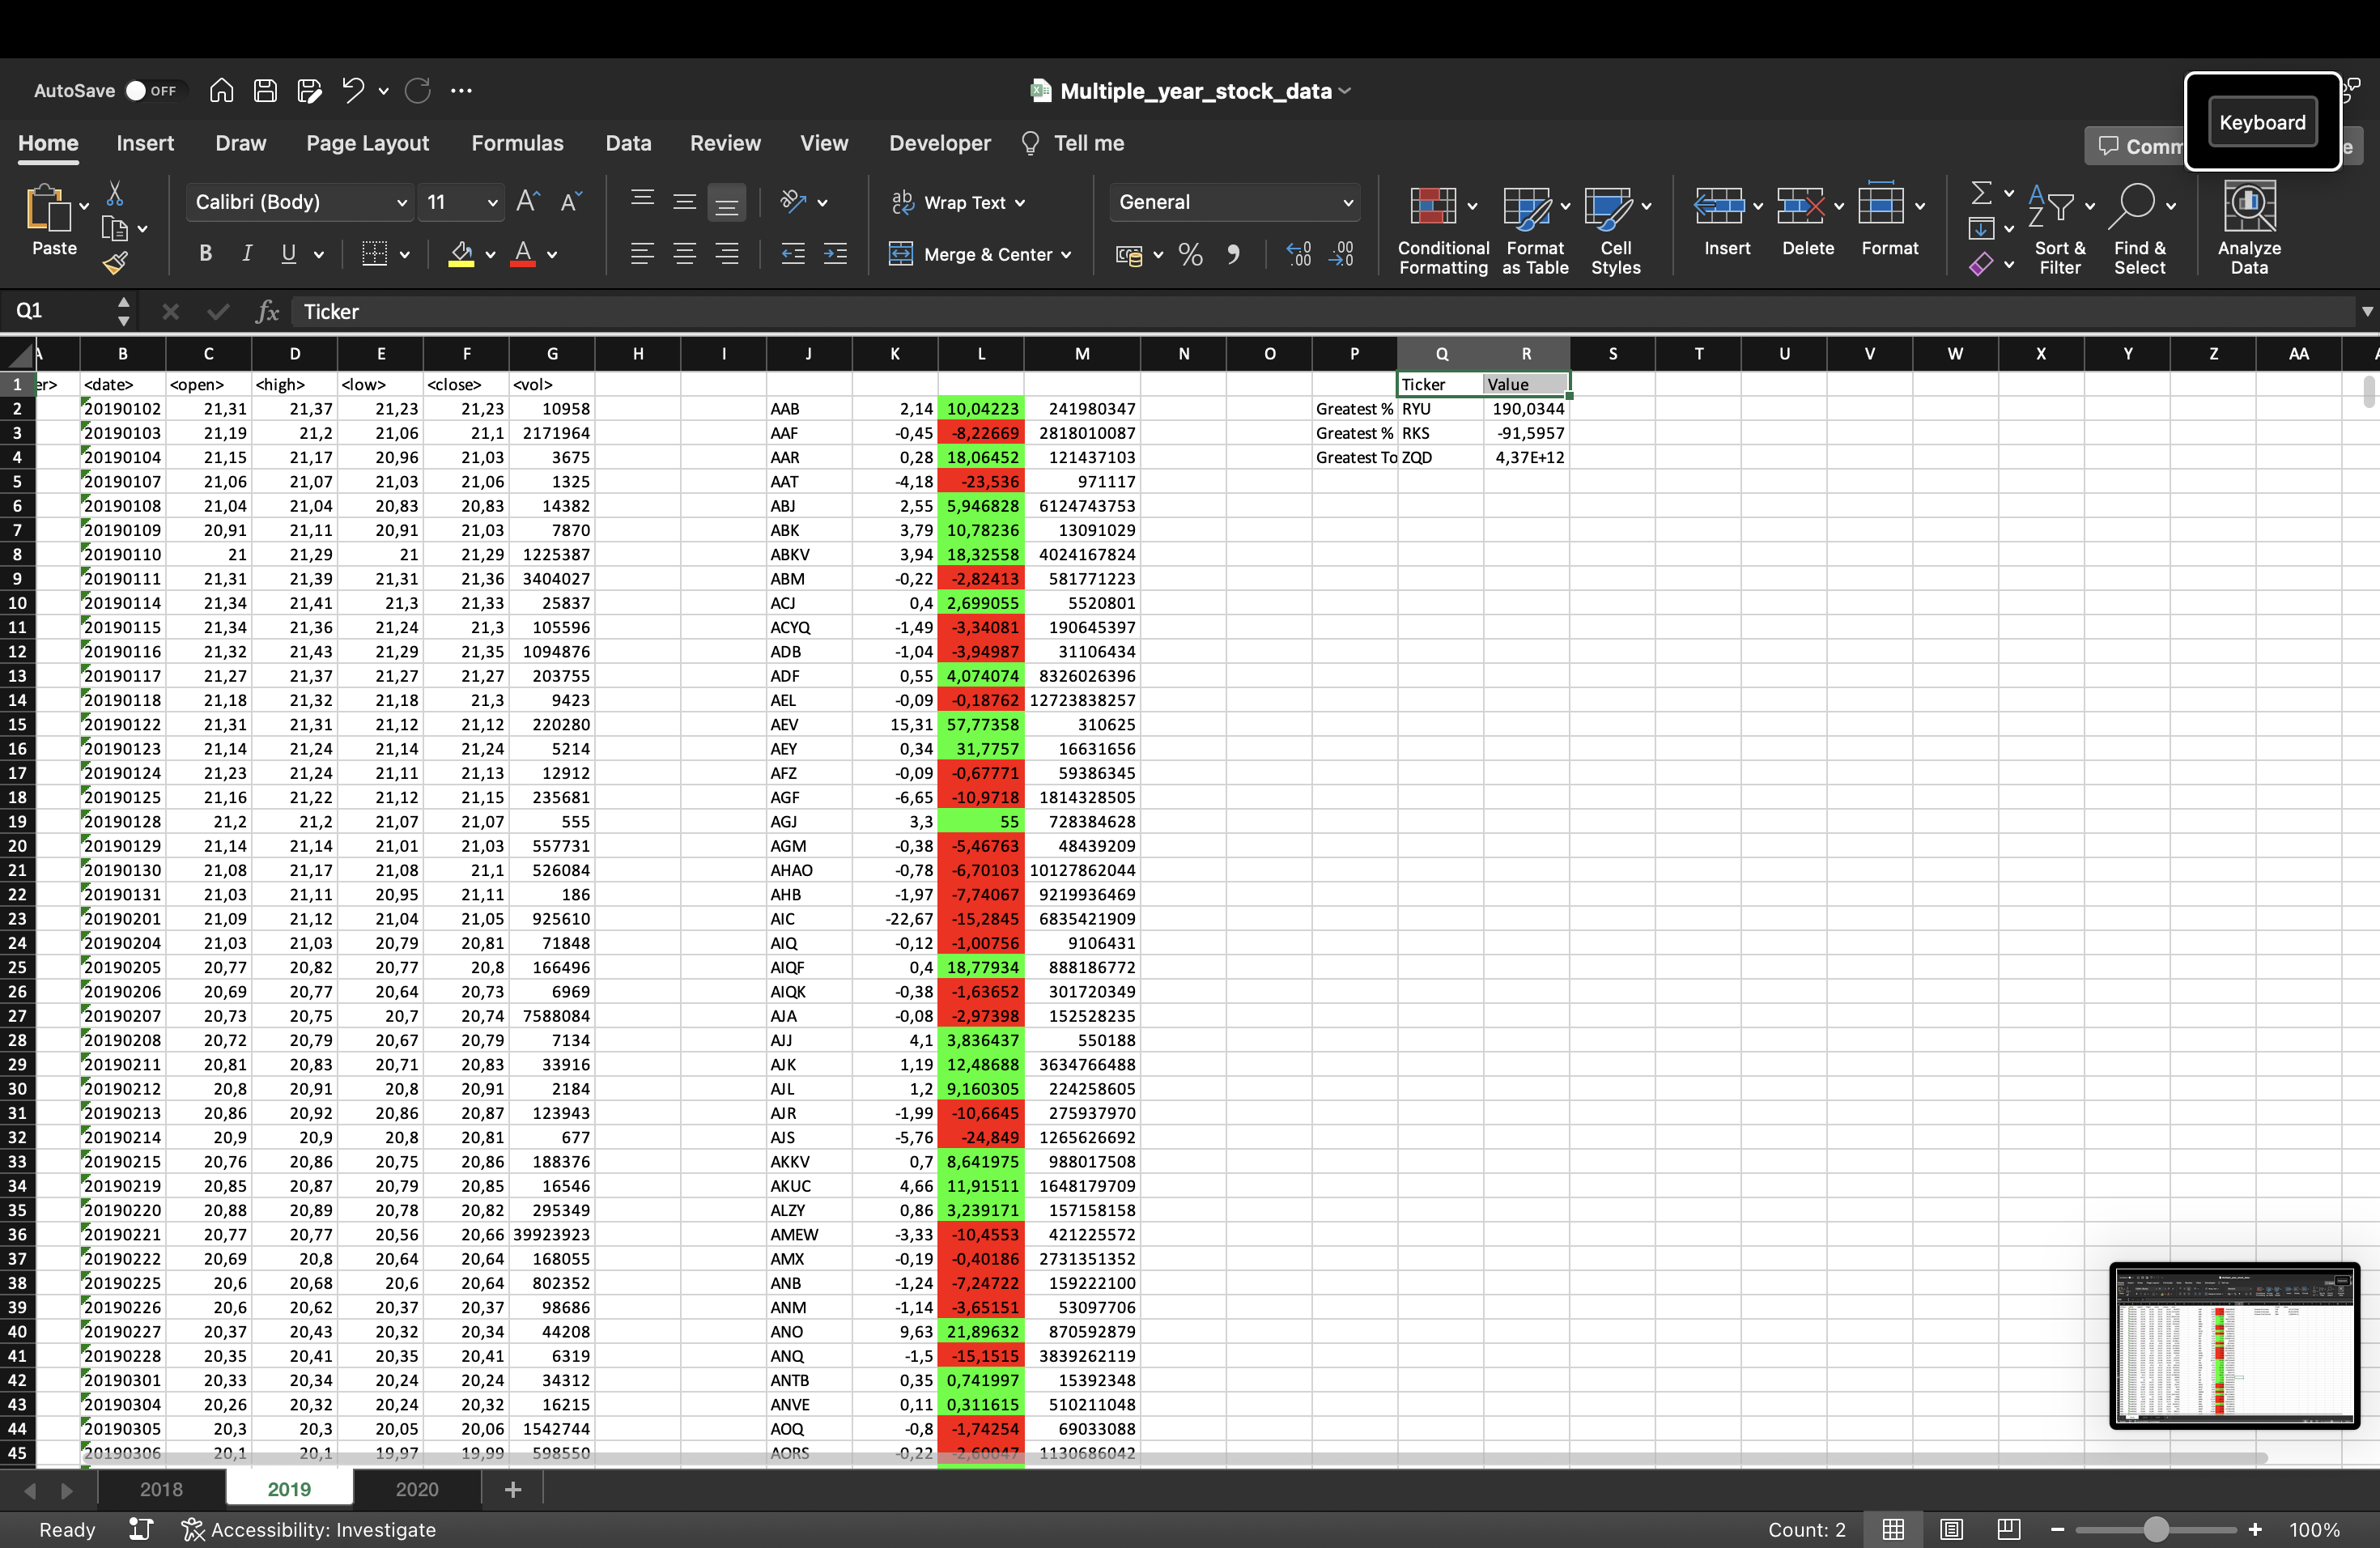 AutoSave OFF Multiple_year_stock_data
Keyboard
Home Insert Draw Page Layout Formulas Data Review View Developer Tell me
Paste Calibri (Body) 11 Wrap Text General Conditional Formatting Format as Table Cell Styles Insert Delete Format Sort & Filter Find & Select Analyze Data
B I U Merge & Center
Q1 fx Ticker
B C D E F G H I J K L M N O P Q R S T U V W X Y Z AA
1 er> <date> <open> <high> <low> <close> <vol> Ticker Value
2 20190102 21,31 21,37 21,23 21,23 10958 AAB 2,14 10,04223 241980347 Greatest % RYU 190,0344
3 20190103 21,19 21,2 21,06 21,1 2171964 AAF -0,45 -8,22669 2818010087 Greatest % RKS -91,5957
4 20190104 21,15 21,17 20,96 21,03 3675 AAR 0,28 18,06452 121437103 Greatest To ZQD 4,37E+12
5 20190107 21,06 21,07 21,03 21,06 1325 AAT -4,18 -23,536 971117
6 20190108 21,04 21,04 20,83 20,83 14382 ABJ 2,55 5,946828 6124743753
7 20190109 20,91 21,11 20,91 21,03 7870 ABK 3,79 10,78236 13091029
8 20190110 21 21,29 21 21,29 1225387 ABKV 3,94 18,32558 4024167824
9 20190111 21,31 21,39 21,31 21,36 3404027 ABM -0,22 -2,82413 581771223
10 20190114 21,34 21,41 21,3 21,33 25837 ACJ 0,4 2,699055 5520801
11 20190115 21,34 21,36 21,24 21,3 105596 ACYQ -1,49 -3,34081 190645397
12 20190116 21,32 21,43 21,29 21,35 1094876 ADB -1,04 -3,94987 31106434
13 20190117 21,27 21,37 21,27 21,27 203755 ADF 0,55 4,074074 8326026396
14 20190118 21,18 21,32 21,18 21,3 9423 AEL -0,09 -0,18762 12723838257
15 20190122 21,31 21,31 21,12 21,12 220280 AEV 15,31 57,77358 310625
16 20190123 21,14 21,24 21,14 21,24 5214 AEY 0,34 31,7757 16631656
17 20190124 21,23 21,24 21,11 21,13 12912 AFZ -0,09 -0,67771 59386345
18 20190125 21,16 21,22 21,12 21,15 235681 AGF -6,65 -10,9718 1814328505
19 20190128 21,2 21,2 21,07 21,07 555 AGJ 3,3 55 728384628
20 20190129 21,14 21,14 21,01 21,03 557731 AGM -0,38 -5,46763 48439209
21 20190130 21,08 21,17 21,08 21,1 526084 AHAO -0,78 -6,70103 10127862044
22 20190131 21,03 21,11 20,95 21,11 186 AHB -1,97 -7,74067 9219936469
23 20190201 21,09 21,12 21,04 21,05 925610 AIC -22,67 -15,2845 6835421909
24 20190204 21,03 21,03 20,79 20,81 71848 AIQ -0,12 -1,00756 9106431
25 20190205 20,77 20,82 20,77 20,8 166496 AIQF 0,4 18,77934 888186772
26 20190206 20,69 20,77 20,64 20,73 6969 AIQK -0,38 -1,63652 301720349
27 20190207 20,73 20,75 20,7 20,74 7588084 AJA -0,08 -2,97398 152528235
28 20190208 20,72 20,79 20,67 20,79 7134 AJJ 4,1 3,836437 550188
29 20190211 20,81 20,83 20,71 20,83 33916 AJK 1,19 12,48688 3634766488
30 20190212 20,8 20,91 20,8 20,91 2184 AJL 1,2 9,160305 224258605
31 20190213 20,86 20,92 20,86 20,87 123943 AJR -1,99 -10,6645 275937970
32 20190214 20,9 20,9 20,8 20,81 677 AJS -5,76 -24,849 1265626692
33 20190215 20,76 20,86 20,75 20,86 188376 AKKV 0,7 8,641975 988017508
34 20190219 20,85 20,87 20,79 20,85 16546 AKUC 4,66 11,91511 1648179709
35 20190220 20,88 20,89 20,78 20,82 295349 ALZY 0,86 3,239171 157158158
36 20190221 20,77 20,77 20,56 20,66 39923923 AMEW -3,33 -10,4553 421225572
37 20190222 20,69 20,8 20,64 20,64 168055 AMX -0,19 -0,40186 2731351352
38 20190225 20,6 20,68 20,6 20,64 802352 ANB -1,24 -7,24722 159222100
39 20190226 20,6 20,62 20,37 20,37 98686 ANM -1,14 -3,65151 53097706
40 20190227 20,37 20,43 20,32 20,34 44208 ANO 9,63 21,89632 870592879
41 20190228 20,35 20,41 20,35 20,41 6319 ANQ -1,5 -15,1515 3839262119
42 20190301 20,33 20,34 20,24 20,24 34312 ANTB 0,35 0,741997 15392348
43 20190304 20,26 20,32 20,24 20,32 16215 ANVE 0,11 0,311615 510211048
44 20190305 20,3 20,3 20,05 20,06 1542744 AOQ -0,8 -1,74254 69033088
45 20190306 20,1 20,1 19,97 19,99 598550 AORS -0,22 -2,60047 1130686042
2018 2019 2020 +
Ready Accessibility: Investigate Count: 2 100%